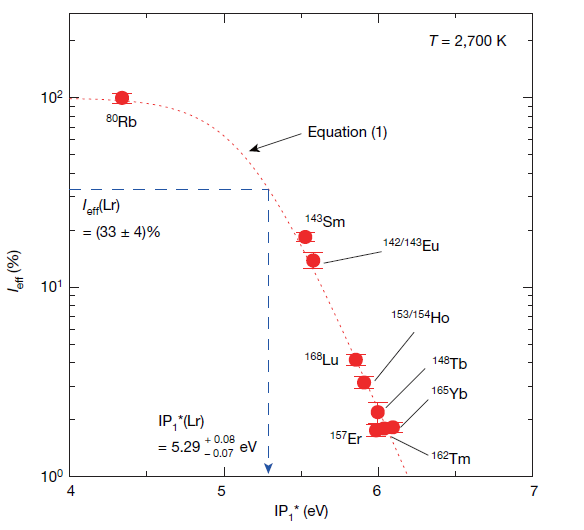 T = 2,700 K
10²
⁸⁰Rb
Equation (1)
I_eff(Lr)
= (33 ± 4)%
¹⁴³Sm
¹⁴²/¹⁴³Eu
I_eff (%)
10¹
¹⁵³/¹⁵⁴Ho
¹⁶⁸Lu
¹⁴⁸Tb
¹⁶⁵Yb
IP₁*(Lr)
= 5.29 + 0.08 − 0.07 eV
¹⁵⁷Er
¹⁶²Tm
10⁰
4 5 6 7
IP₁* (eV)